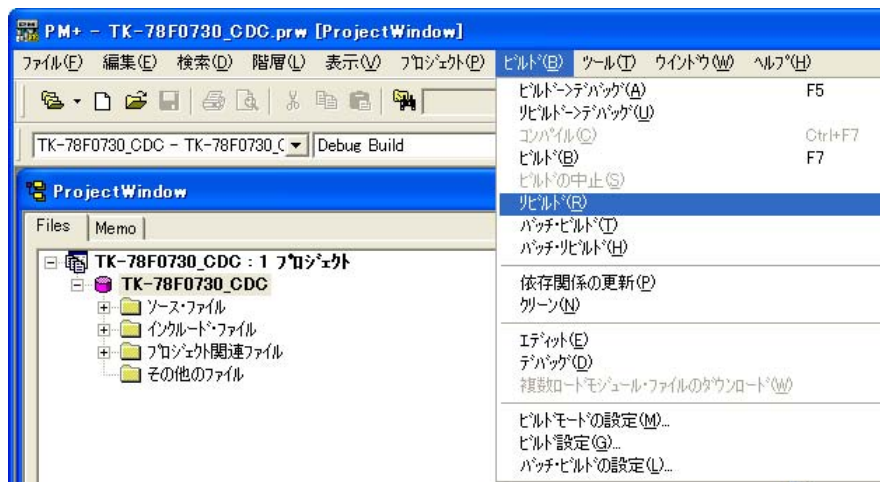 PM+ - TK-78F0730_CDC.prw [ProjectWindow]
ファイル(F) 編集(E) 検索(D) 階層(L) 表示(V) プロジェクト(P) ビルド(B) ツール(T) ウインドウ(W) ヘルプ(H)
TK-78F0730_CDC - TK-78F0730_C Debug Build
ProjectWindow
Files Memo
TK-78F0730_CDC : 1 プロジェクト
TK-78F0730_CDC
ソース・ファイル
インクルード・ファイル
プロジェクト関連ファイル
その他のファイル
ビルド->デバッグ(A) F5
リビルド->デバッグ(U)
コンパイル(C) Ctrl+F7
ビルド(B) F7
ビルドの中止(S)
リビルド(R)
バッチ・ビルド(T)
バッチ・リビルド(H)
依存関係の更新(P)
クリーン(N)
エディット(E)
デバッグ(D)
複数ロードモジュール・ファイルのダウンロード(W)
ビルドモードの設定(M)...
ビルド設定(G)...
バッチ・ビルドの設定(L)...